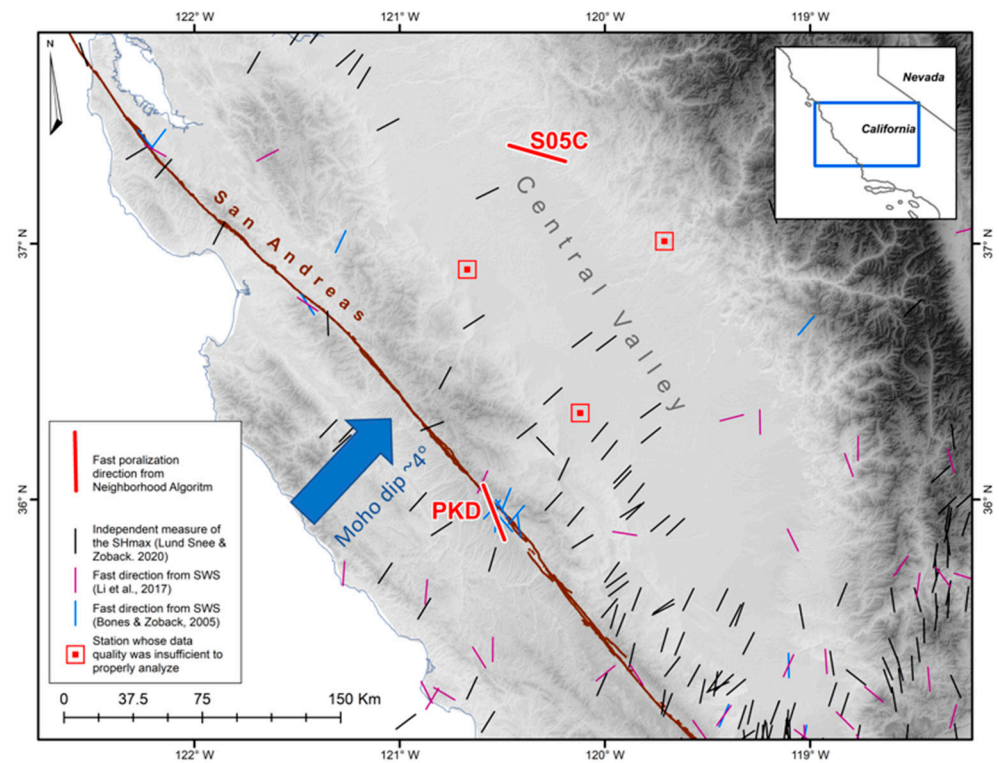 122° W 121° W 120° W 119° W
N
Nevada
California
S05C
Central Valley
San Andreas
37° N 37° N
36° N 36° N
Moho dip ~4°
PKD
Fast poralization
direction from
Neighborhood Algoritm
Independent measure of
the SHmax (Lund Snee &
Zoback. 2020)
Fast direction from SWS
(Li et al., 2017)
Fast direction from SWS
(Bones & Zoback, 2005)
Station whose data
quality was insufficient to
properly analyze
0 37.5 75 150 Km
122° W 121° W 120° W 119° W